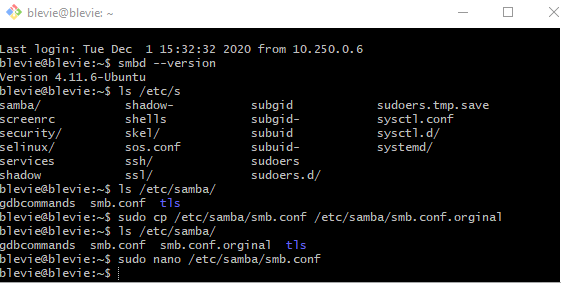 blevie@blevie: ~
Last login: Tue Dec  1 15:32:32 2020 from 10.250.0.6
blevie@blevie:~$ smbd --version
Version 4.11.6-Ubuntu
blevie@blevie:~$ ls /etc/s
samba/ shadow- subgid sudoers.tmp.save
screenrc shells subgid- sysctl.conf
security/ skel/ subuid sysctl.d/
selinux/ sos.conf subuid- systemd/
services ssh/ sudoers
shadow ssl/ sudoers.d/
blevie@blevie:~$ ls /etc/samba/
gdbcommands  smb.conf  tls
blevie@blevie:~$ sudo cp /etc/samba/smb.conf /etc/samba/smb.conf.orginal
blevie@blevie:~$ ls /etc/samba/
gdbcommands  smb.conf  smb.conf.orginal  tls
blevie@blevie:~$ sudo nano /etc/samba/smb.conf
blevie@blevie:~$